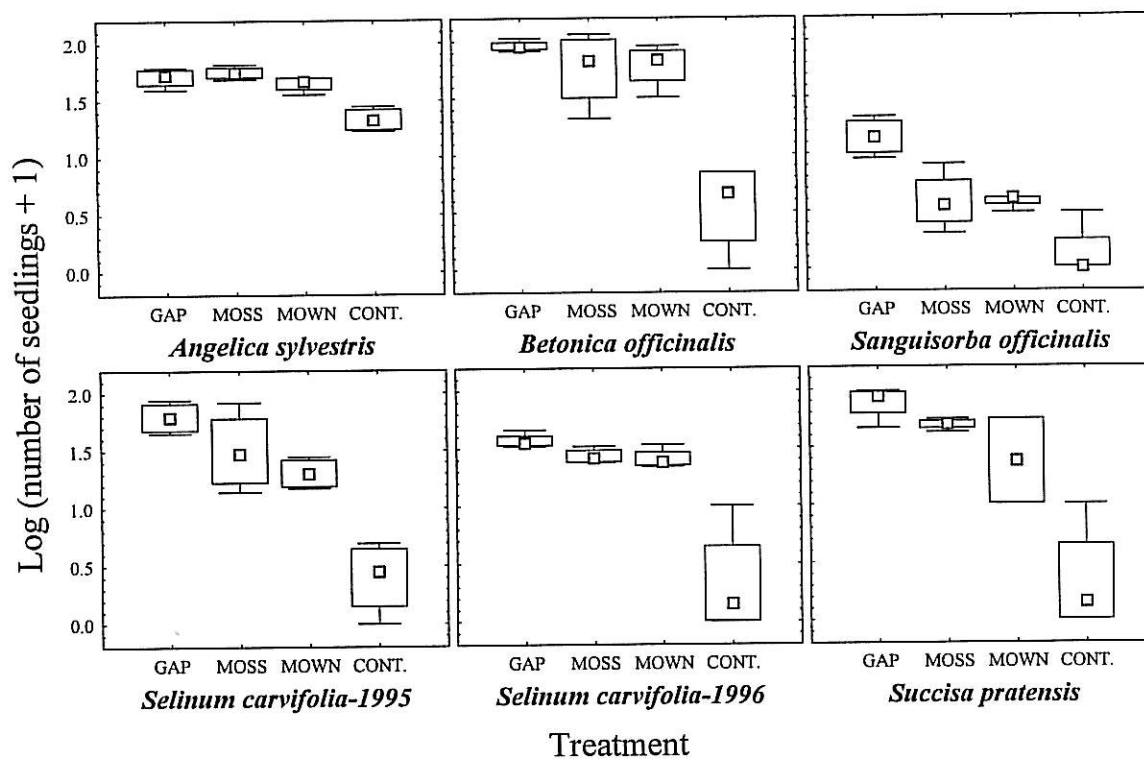 Log (number of seedlings + 1)
2.0
1.5
1.0
0.5
0.0
GAP MOSS MOWN CONT.
Angelica sylvestris
GAP MOSS MOWN CONT.
Betonica officinalis
GAP MOSS MOWN CONT.
Sanguisorba officinalis
2.0
1.5
1.0
0.5
0.0
GAP MOSS MOWN CONT.
Selinum carvifolia-1995
GAP MOSS MOWN CONT.
Selinum carvifolia-1996
GAP MOSS MOWN CONT.
Succisa pratensis
Treatment